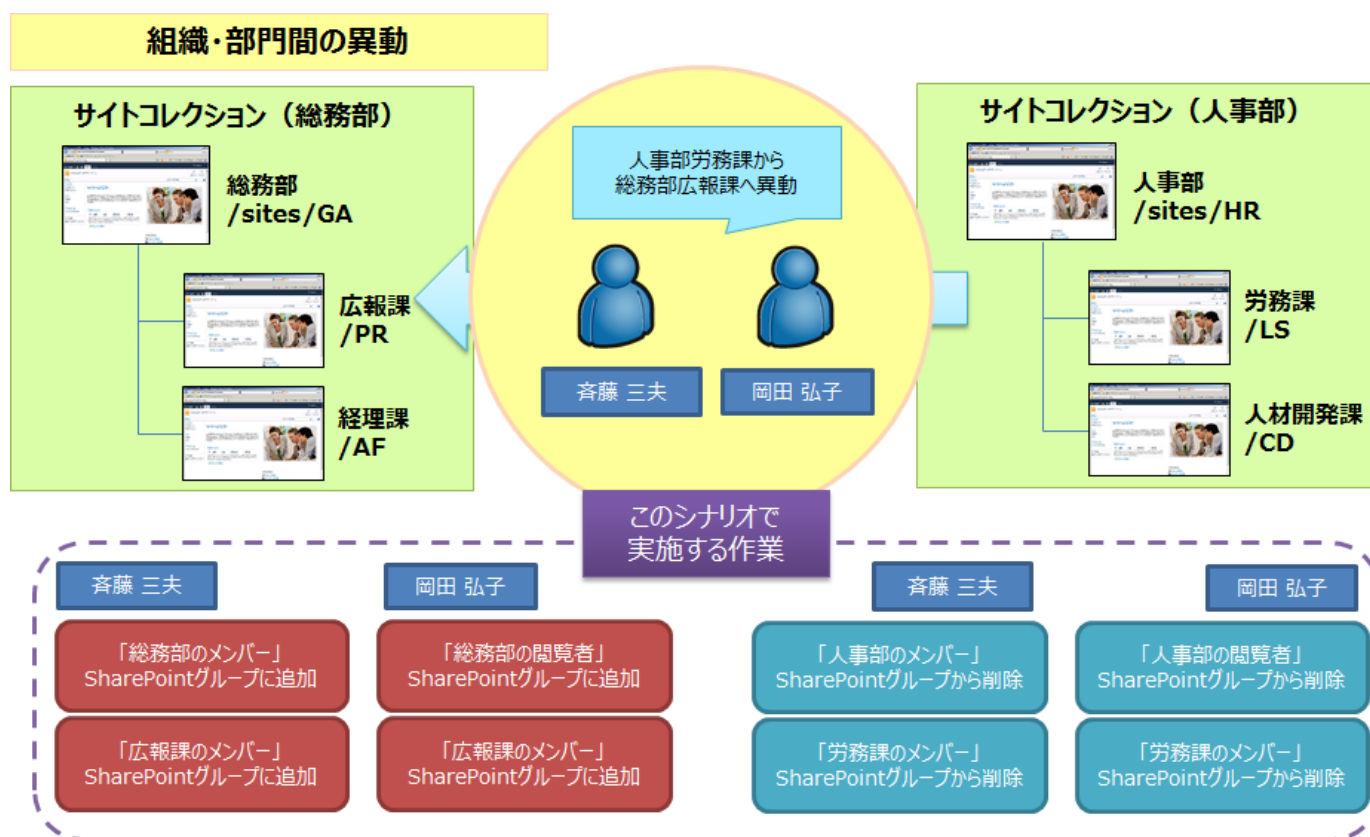 組織・部門間の異動
サイトコレクション（総務部）
総務部
/sites/GA
広報課
/PR
経理課
/AF
人事部労務課から
総務部広報課へ異動
斉藤 三夫
岡田 弘子
サイトコレクション（人事部）
人事部
/sites/HR
労務課
/LS
人材開発課
/CD
このシナリオで
実施する作業
斉藤 三夫
岡田 弘子
斉藤 三夫
岡田 弘子
「総務部のメンバー」
SharePointグループに追加
「総務部の閲覧者」
SharePointグループに追加
「人事部のメンバー」
SharePointグループから削除
「人事部の閲覧者」
SharePointグループから削除
「広報課のメンバー」
SharePointグループに追加
「広報課のメンバー」
SharePointグループに追加
「労務課のメンバー」
SharePointグループから削除
「労務課のメンバー」
SharePointグループから削除